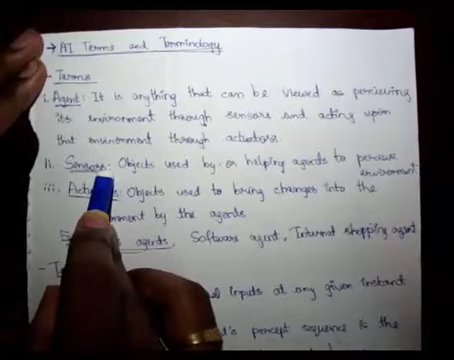 → AI Terms and Terminology
- Terms
i. Agent: It is anything that can be viewed as perceiving
its environment through sensors and acting upon
that environment through actuators
ii. Sensors: Objects used by or helping agents to perceive
environment
iii. Objects used to bring changes into the
by the agents.
agents, Software agent, Internet shopping agent
inputs at any given instant
percept sequence is the